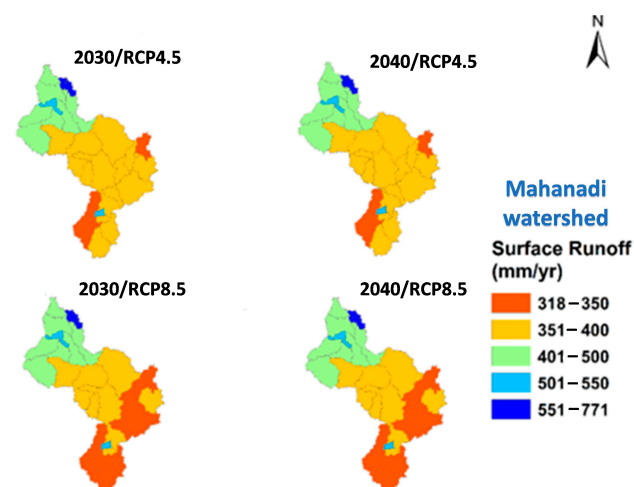 N
2030/RCP4.5
2040/RCP4.5
Mahanadi
watershed
Surface Runoff
(mm/yr)
2030/RCP8.5
2040/RCP8.5
318–350
351–400
401–500
501–550
551–771